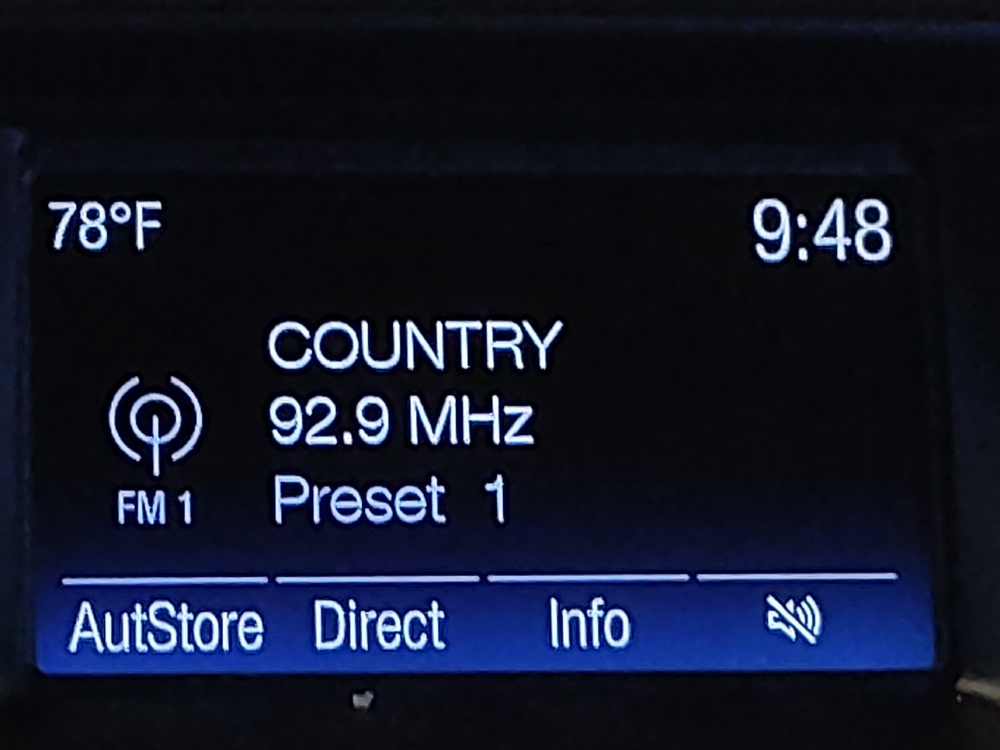 78°F 9:48
COUNTRY
92.9 MHz
FM 1 Preset 1
AutStore Direct Info